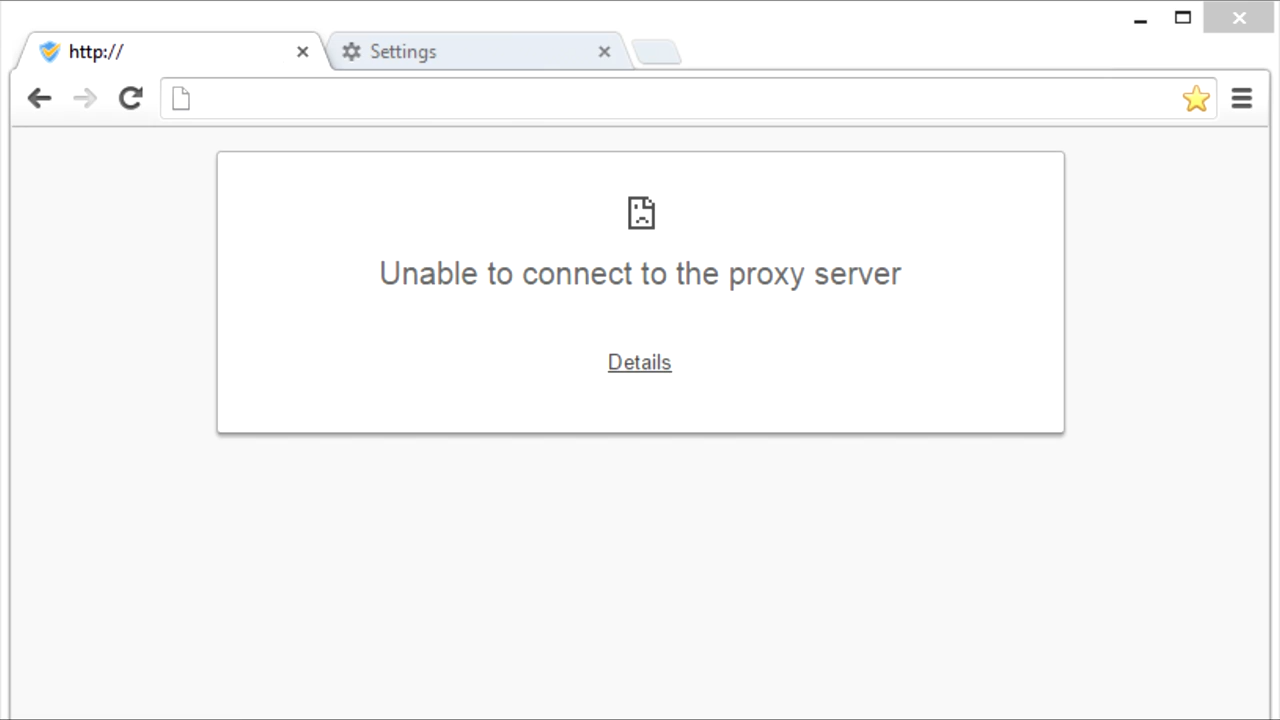 http://
Settings
Unable to connect to the proxy server
Details